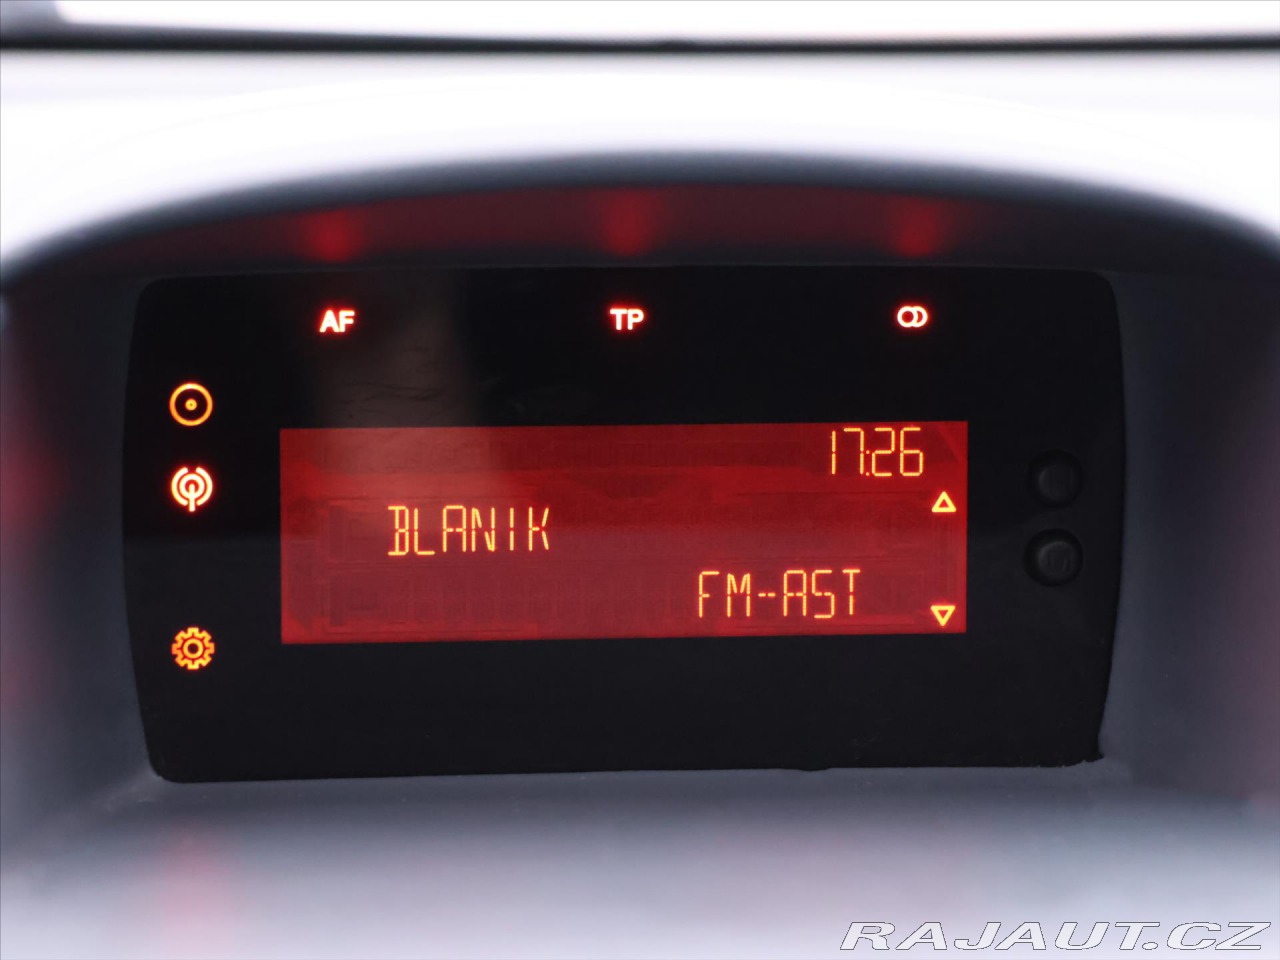 AF TP
17:26
BLANIK
FM-AST
RAJAUT.CZ